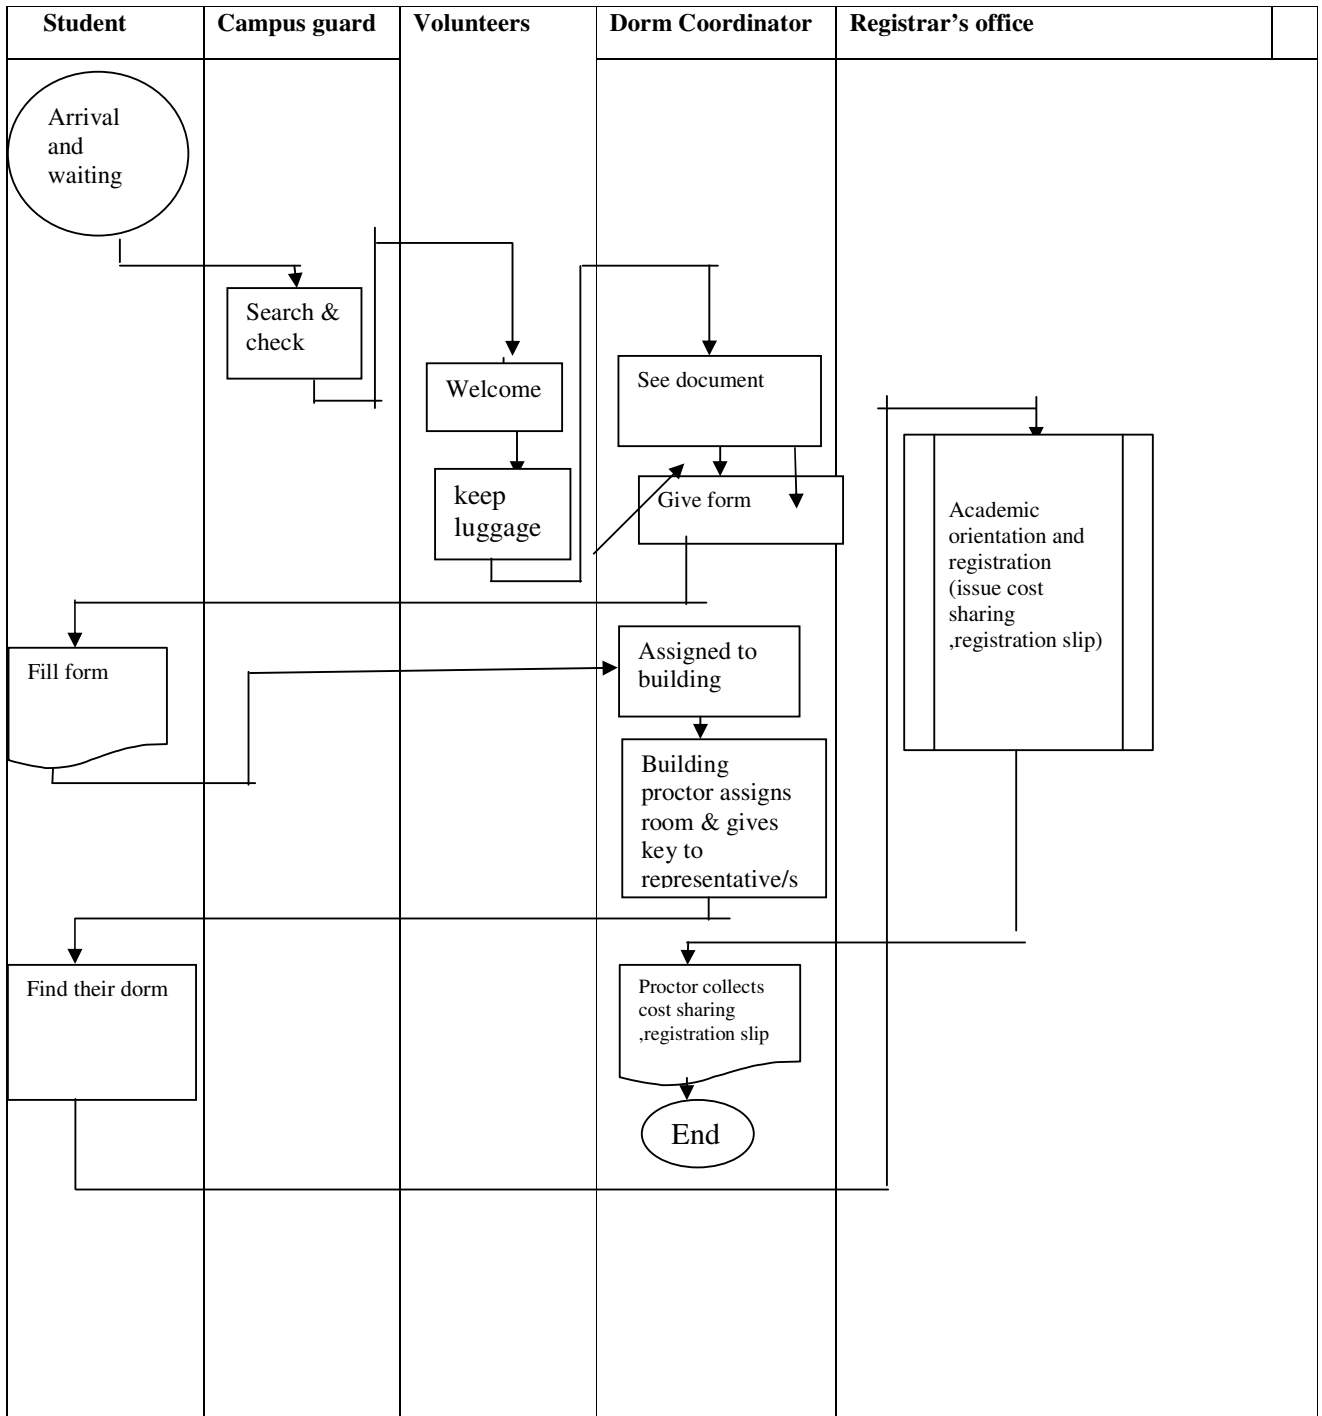 Student Campus guard Volunteers Dorm Coordinator Registrar's office
Arrival
and
waiting
Search &
check
Welcome
keep
luggage
See document
Give form
Academic
orientation and
registration
(issue cost
sharing
,registration slip)
Fill form
Assigned to
building
Building
proctor assigns
room & gives
key to
representative/s
Find their dorm
Proctor collects
cost sharing
,registration slip
End